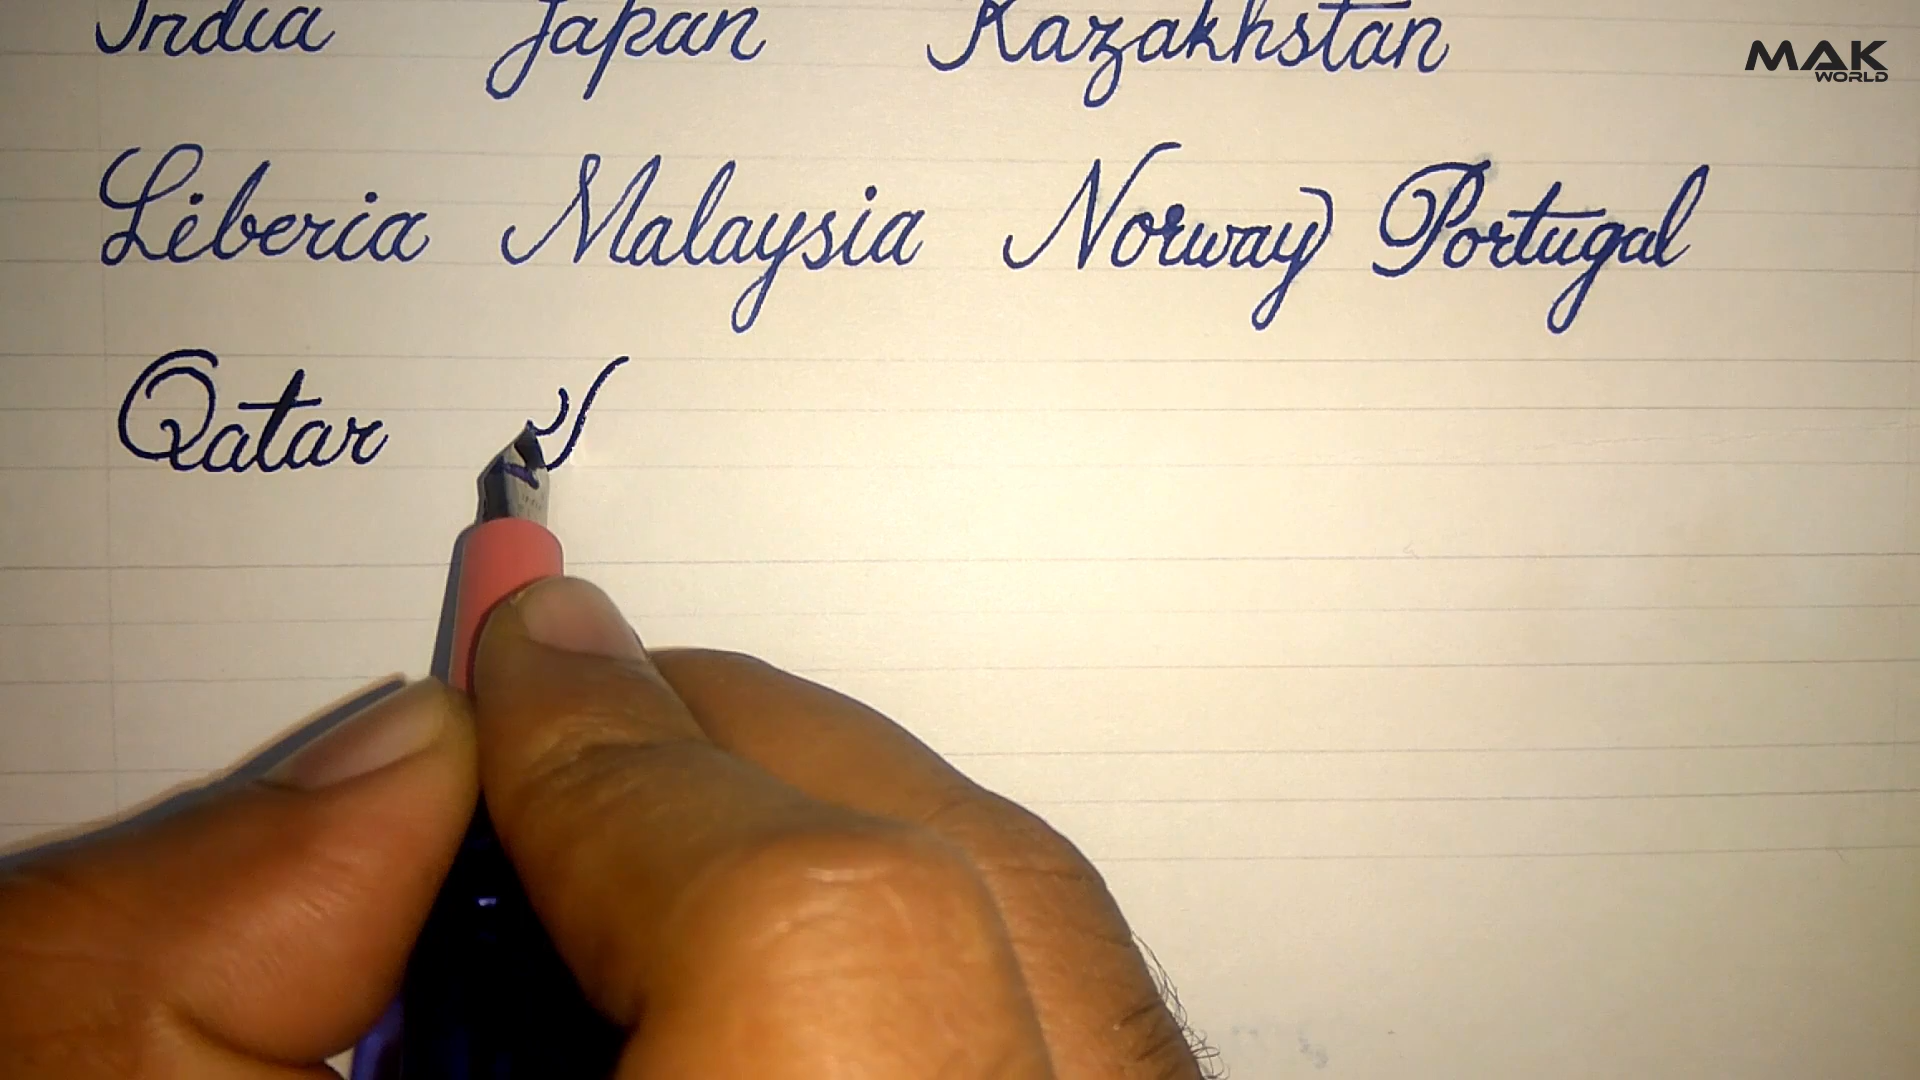 India Japan Kazakhstan
MAK
WORLD
Liberia Malaysia Norway Portugal
Qatar